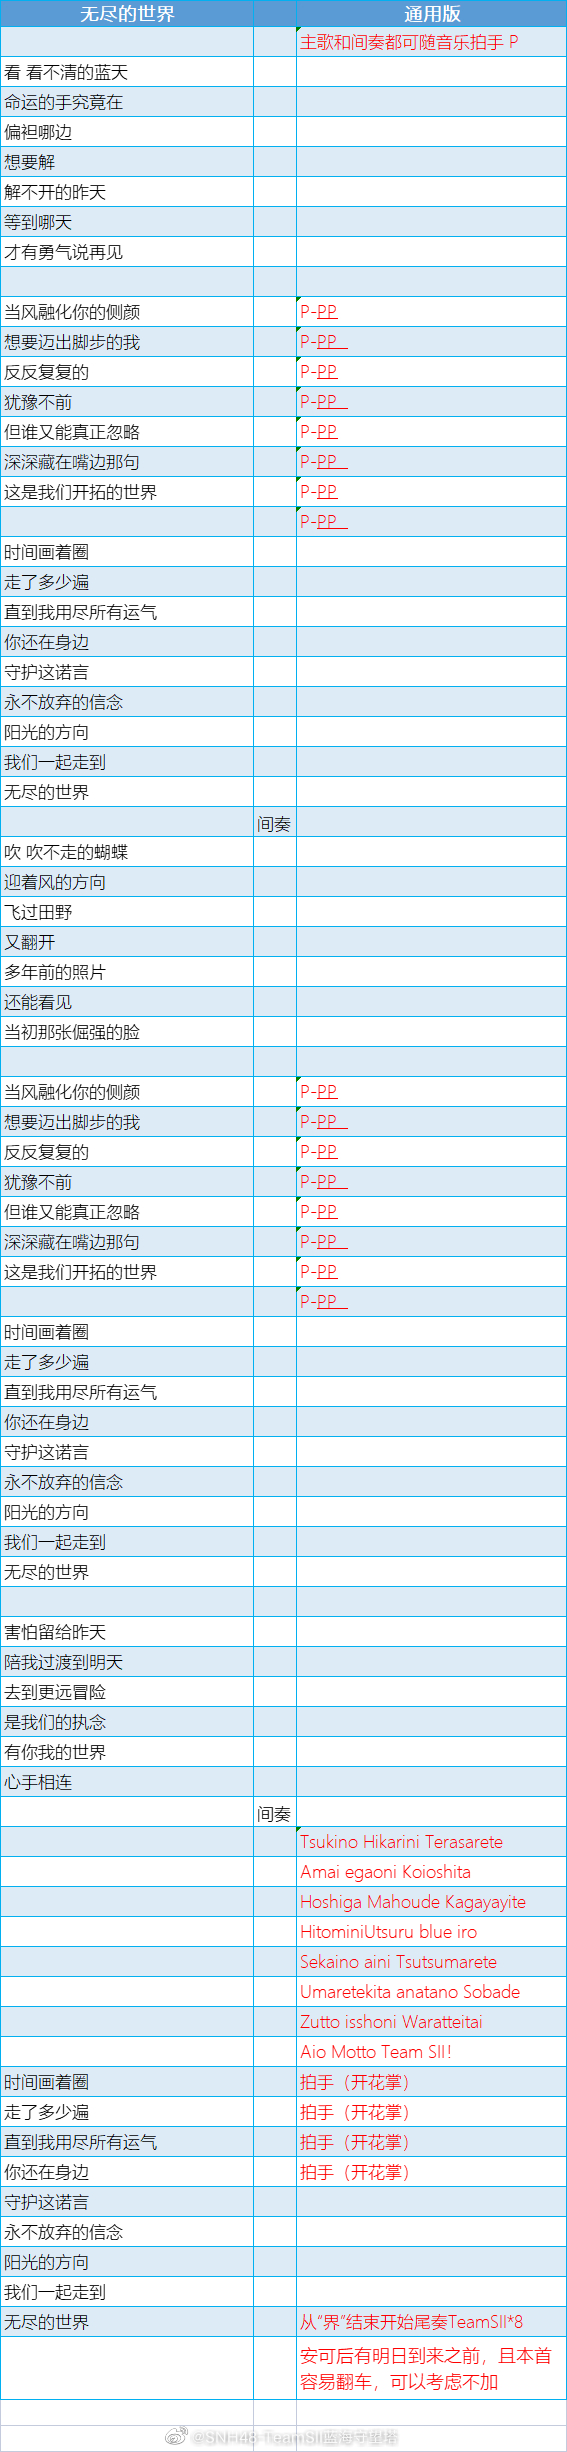 无尽的世界 通用版
主歌和间奏都可随音乐拍手 P
看 看不清的蓝天
命运的手究竟在
偏袒哪边
想要解
解不开的昨天
等到哪天
才有勇气说再见
当风融化你的侧颜 P-PP
想要迈出脚步的我 P-PP
反反复复的 P-PP
犹豫不前 P-PP
但谁又能真正忽略 P-PP
深深藏在嘴边那句 P-PP
这是我们开拓的世界 P-PP
P-PP
时间画着圈
走了多少遍
直到我用尽所有运气
你还在身边
守护这诺言
永不放弃的信念
阳光的方向
我们一起走到
无尽的世界
间奏
吹 吹不走的蝴蝶
迎着风的方向
飞过田野
又翻开
多年前的照片
还能看见
当初那张倔强的脸
当风融化你的侧颜 P-PP
想要迈出脚步的我 P-PP
反反复复的 P-PP
犹豫不前 P-PP
但谁又能真正忽略 P-PP
深深藏在嘴边那句 P-PP
这是我们开拓的世界 P-PP
P-PP
时间画着圈
走了多少遍
直到我用尽所有运气
你还在身边
守护这诺言
永不放弃的信念
阳光的方向
我们一起走到
无尽的世界
害怕留给昨天
陪我过渡到明天
去到更远冒险
是我们的执念
有你我的世界
心手相连
间奏
Tsukino Hikarini Terasarete
Amai egaoni Koioshita
Hoshiga Mahoude Kagayayite
HitominiUtsuru blue iro
Sekaino aini Tsutsumarete
Umaretekita anatano Sobade
Zutto isshoni Waratteitai
Aio Motto Team SII！
时间画着圈 拍手（开花掌）
走了多少遍 拍手（开花掌）
直到我用尽所有运气 拍手（开花掌）
你还在身边 拍手（开花掌）
守护这诺言
永不放弃的信念
阳光的方向
我们一起走到
无尽的世界 从“界”结束开始尾奏TeamSII*8
安可后有明日到来之前，且本首
容易翻车，可以考虑不加
@SNH48-TeamSII蓝海守望塔